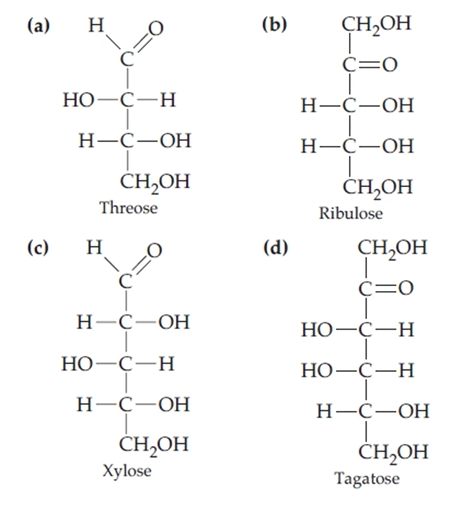 (a) H O
C
HO—C—H
H—C—OH
CH₂OH
Threose
(b) CH₂OH
C=O
H—C—OH
H—C—OH
CH₂OH
Ribulose
(c) H O
C
H—C—OH
HO—C—H
H—C—OH
CH₂OH
Xylose
(d) CH₂OH
C=O
HO—C—H
HO—C—H
H—C—OH
CH₂OH
Tagatose